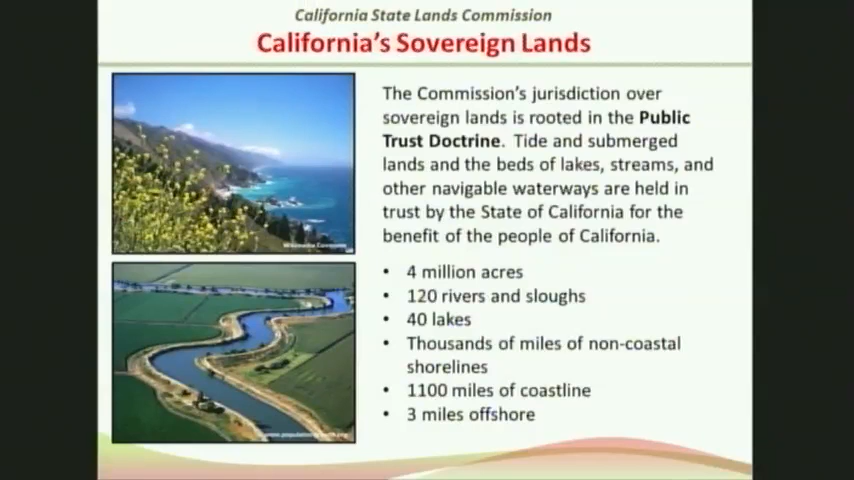 California State Lands Commission
California's Sovereign Lands
The Commission's jurisdiction over
sovereign lands is rooted in the Public
Trust Doctrine. Tide and submerged
lands and the beds of lakes, streams, and
other navigable waterways are held in
trust by the State of California for the
benefit of the people of California.
• 4 million acres
• 120 rivers and sloughs
• 40 lakes
• Thousands of miles of non-coastal
shorelines
• 1100 miles of coastline
• 3 miles offshore
Wikimedia Commons